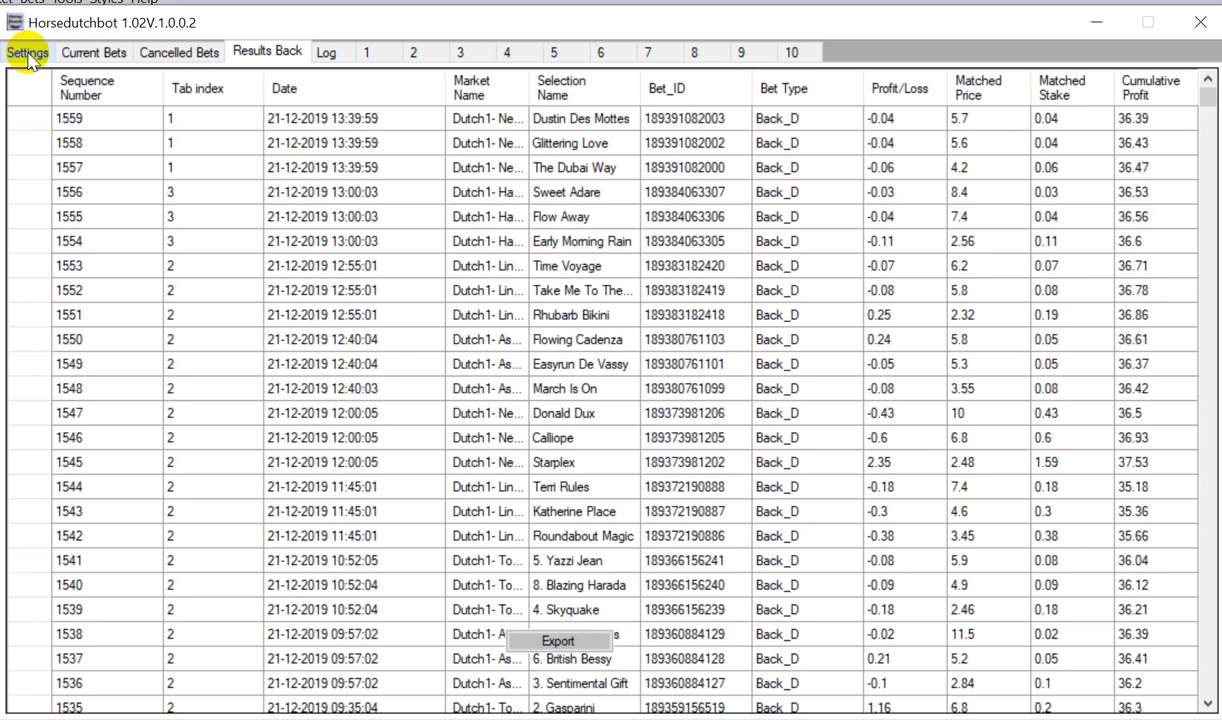 Bets Tools Styles Help
Horsedutchbot 1.02V.1.0.0.2
Settings Current Bets Cancelled Bets Results Back Log 1 2 3 4 5 6 7 8 9 10
Sequence Number Tab index Date Market Name Selection Name Bet_ID Bet Type Profit/Loss Matched Price Matched Stake Cumulative Profit
1559 1 21-12-2019 13:39:59 Dutch1- Ne... Dustin Des Mottes 189391082003 Back_D -0.04 5.7 0.04 36.39
1558 1 21-12-2019 13:39:59 Dutch1- Ne... Glittering Love 189391082002 Back_D -0.04 5.6 0.04 36.43
1557 1 21-12-2019 13:39:59 Dutch1- Ne... The Dubai Way 189391082000 Back_D -0.06 4.2 0.06 36.47
1556 3 21-12-2019 13:00:03 Dutch1- Ha... Sweet Adare 189384063307 Back_D -0.03 8.4 0.03 36.53
1555 3 21-12-2019 13:00:03 Dutch1- Ha... Flow Away 189384063306 Back_D -0.04 7.4 0.04 36.56
1554 3 21-12-2019 13:00:03 Dutch1- Ha... Early Morning Rain 189384063305 Back_D -0.11 2.56 0.11 36.6
1553 2 21-12-2019 12:55:01 Dutch1- Lin... Time Voyage 189383182420 Back_D -0.07 6.2 0.07 36.71
1552 2 21-12-2019 12:55:01 Dutch1- Lin... Take Me To The... 189383182419 Back_D -0.08 5.8 0.08 36.78
1551 2 21-12-2019 12:55:01 Dutch1- Lin... Rhubarb Bikini 189383182418 Back_D 0.25 2.32 0.19 36.86
1550 2 21-12-2019 12:40:04 Dutch1- As... Flowing Cadenza 189380761103 Back_D 0.24 5.8 0.05 36.61
1549 2 21-12-2019 12:40:04 Dutch1- As... Easyrun De Vassy 189380761101 Back_D -0.05 5.3 0.05 36.37
1548 2 21-12-2019 12:40:03 Dutch1- As... March Is On 189380761099 Back_D -0.08 3.55 0.08 36.42
1547 2 21-12-2019 12:00:05 Dutch1- Ne... Donald Dux 189373981206 Back_D -0.43 10 0.43 36.5
1546 2 21-12-2019 12:00:05 Dutch1- Ne... Calliope 189373981205 Back_D -0.6 6.8 0.6 36.93
1545 2 21-12-2019 12:00:05 Dutch1- Ne... Starplex 189373981202 Back_D 2.35 2.48 1.59 37.53
1544 2 21-12-2019 11:45:01 Dutch1- Lin... Terri Rules 189372190888 Back_D -0.18 7.4 0.18 35.18
1543 2 21-12-2019 11:45:01 Dutch1- Lin... Katherine Place 189372190887 Back_D -0.3 4.6 0.3 35.36
1542 2 21-12-2019 11:45:01 Dutch1- Lin... Roundabout Magic 189372190886 Back_D -0.38 3.45 0.38 35.66
1541 2 21-12-2019 10:52:05 Dutch1- To... 5. Yazzi Jean 189366156241 Back_D -0.08 5.9 0.08 36.04
1540 2 21-12-2019 10:52:04 Dutch1- To... 8. Blazing Harada 189366156240 Back_D -0.09 4.9 0.09 36.12
1539 2 21-12-2019 10:52:04 Dutch1- To... 4. Skyquake 189366156239 Back_D -0.18 2.46 0.18 36.21
1538 2 21-12-2019 09:57:02 Dutch1- A Export s 189360884129 Back_D -0.02 11.5 0.02 36.39
1537 2 21-12-2019 09:57:02 Dutch1- As... 6. British Bessy 189360884128 Back_D 0.21 5.2 0.05 36.41
1536 2 21-12-2019 09:57:02 Dutch1- As... 3. Sentimental Gift 189360884127 Back_D -0.1 2.84 0.1 36.2
1535 2 21-12-2019 09:35:04 Dutch1- To... 2. Gasparini 189359156519 Back_D 1.16 6.8 0.2 36.3